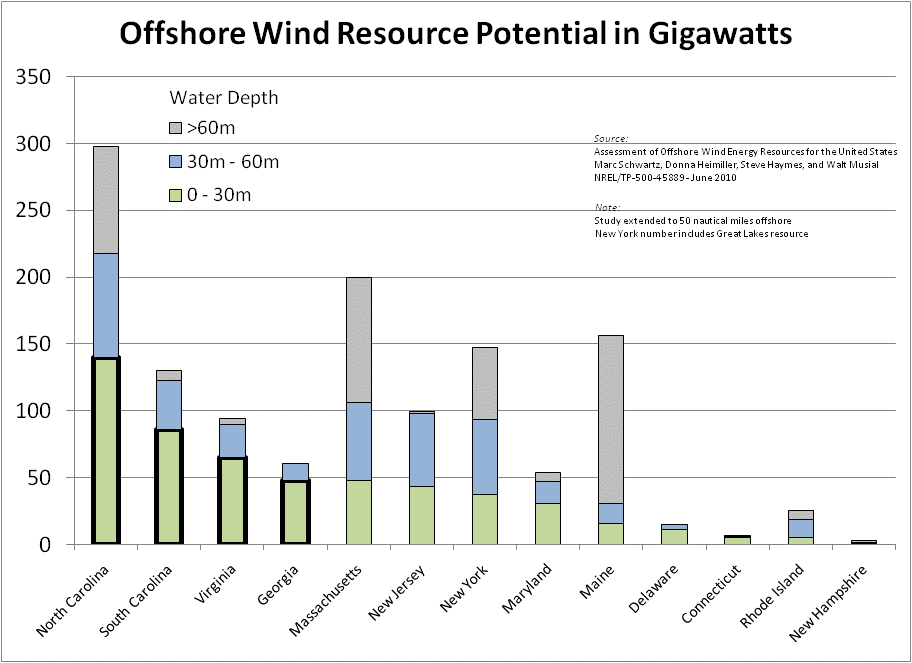 Offshore Wind Resource Potential in Gigawatts
350
300
250
200
150
100
50
0
Water Depth
>60m
30m - 60m
0 - 30m
Source:
Assessment of Offshore Wind Energy Resources for the United States
Marc Schwartz, Donna Heimiller, Steve Haymes, and Walt Musial
NREL/TP-500-45889 - June 2010
Note:
Study extended to 50 nautical miles offshore
New York number includes Great Lakes resource
North Carolina
South Carolina
Virginia
Georgia
Massachusetts
New Jersey
New York
Maryland
Maine
Delaware
Connecticut
Rhode Island
New Hampshire